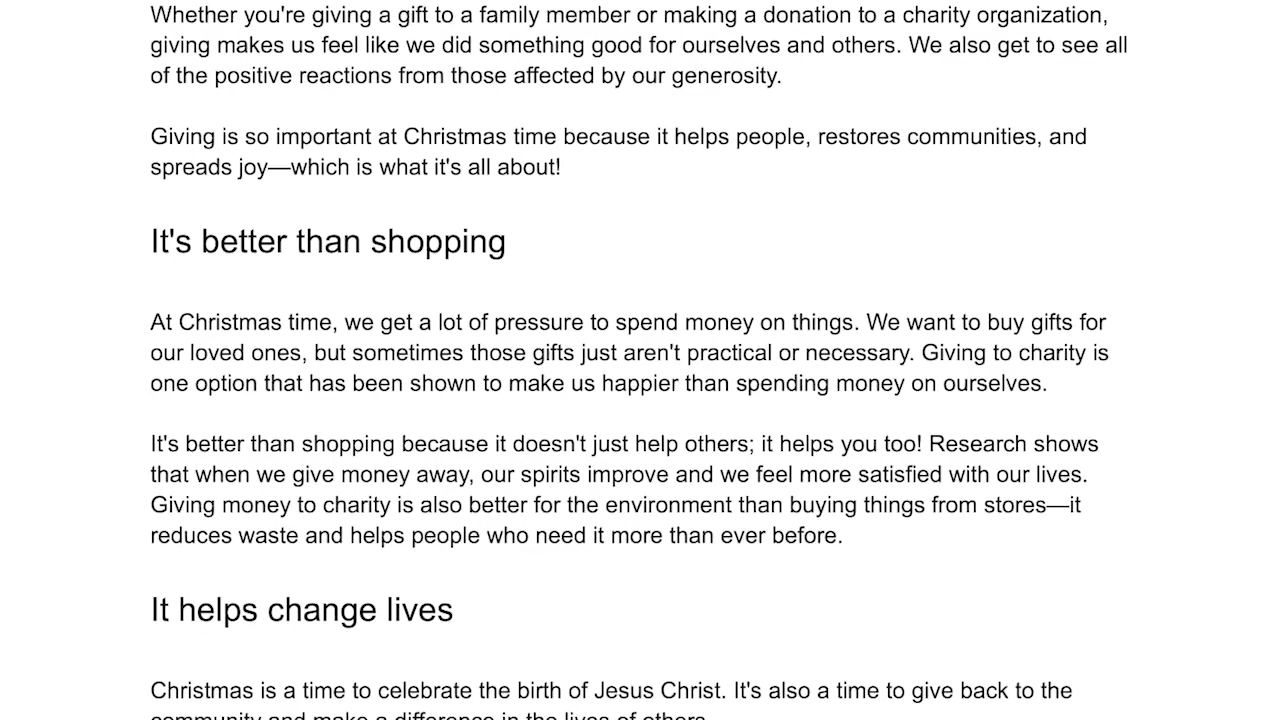 Whether you're giving a gift to a family member or making a donation to a charity organization,
giving makes us feel like we did something good for ourselves and others. We also get to see all
of the positive reactions from those affected by our generosity.
Giving is so important at Christmas time because it helps people, restores communities, and
spreads joy—which is what it's all about!
It's better than shopping
At Christmas time, we get a lot of pressure to spend money on things. We want to buy gifts for
our loved ones, but sometimes those gifts just aren't practical or necessary. Giving to charity is
one option that has been shown to make us happier than spending money on ourselves.
It's better than shopping because it doesn't just help others; it helps you too! Research shows
that when we give money away, our spirits improve and we feel more satisfied with our lives.
Giving money to charity is also better for the environment than buying things from stores—it
reduces waste and helps people who need it more than ever before.
It helps change lives
Christmas is a time to celebrate the birth of Jesus Christ. It's also a time to give back to the
community and make a difference in the lives of others.